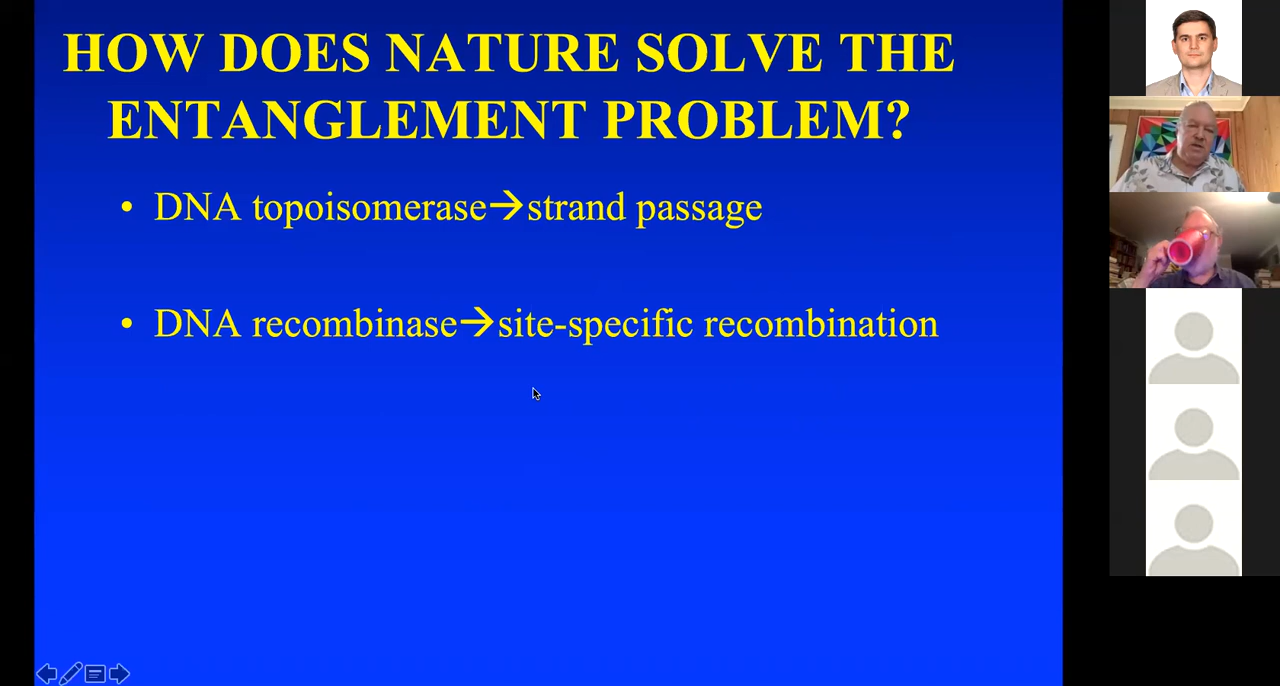 HOW DOES NATURE SOLVE THE
ENTANGLEMENT PROBLEM?
• DNA topoisomerase→strand passage
• DNA recombinase→site-specific recombination